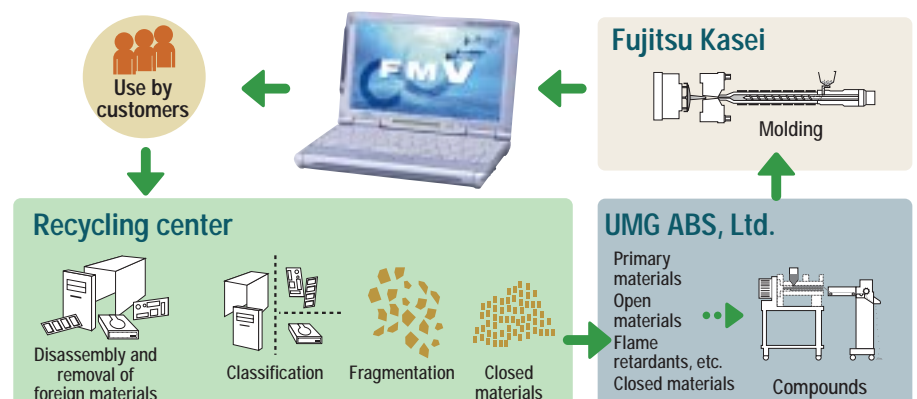 Use by
customers
FMV
Fujitsu Kasei
Molding
Recycling center
Disassembly and
removal of
foreign materials
Classification
Fragmentation
Closed
materials
UMG ABS, Ltd.
Primary
materials
Open
materials
Flame
retardants, etc.
Closed materials
Compounds